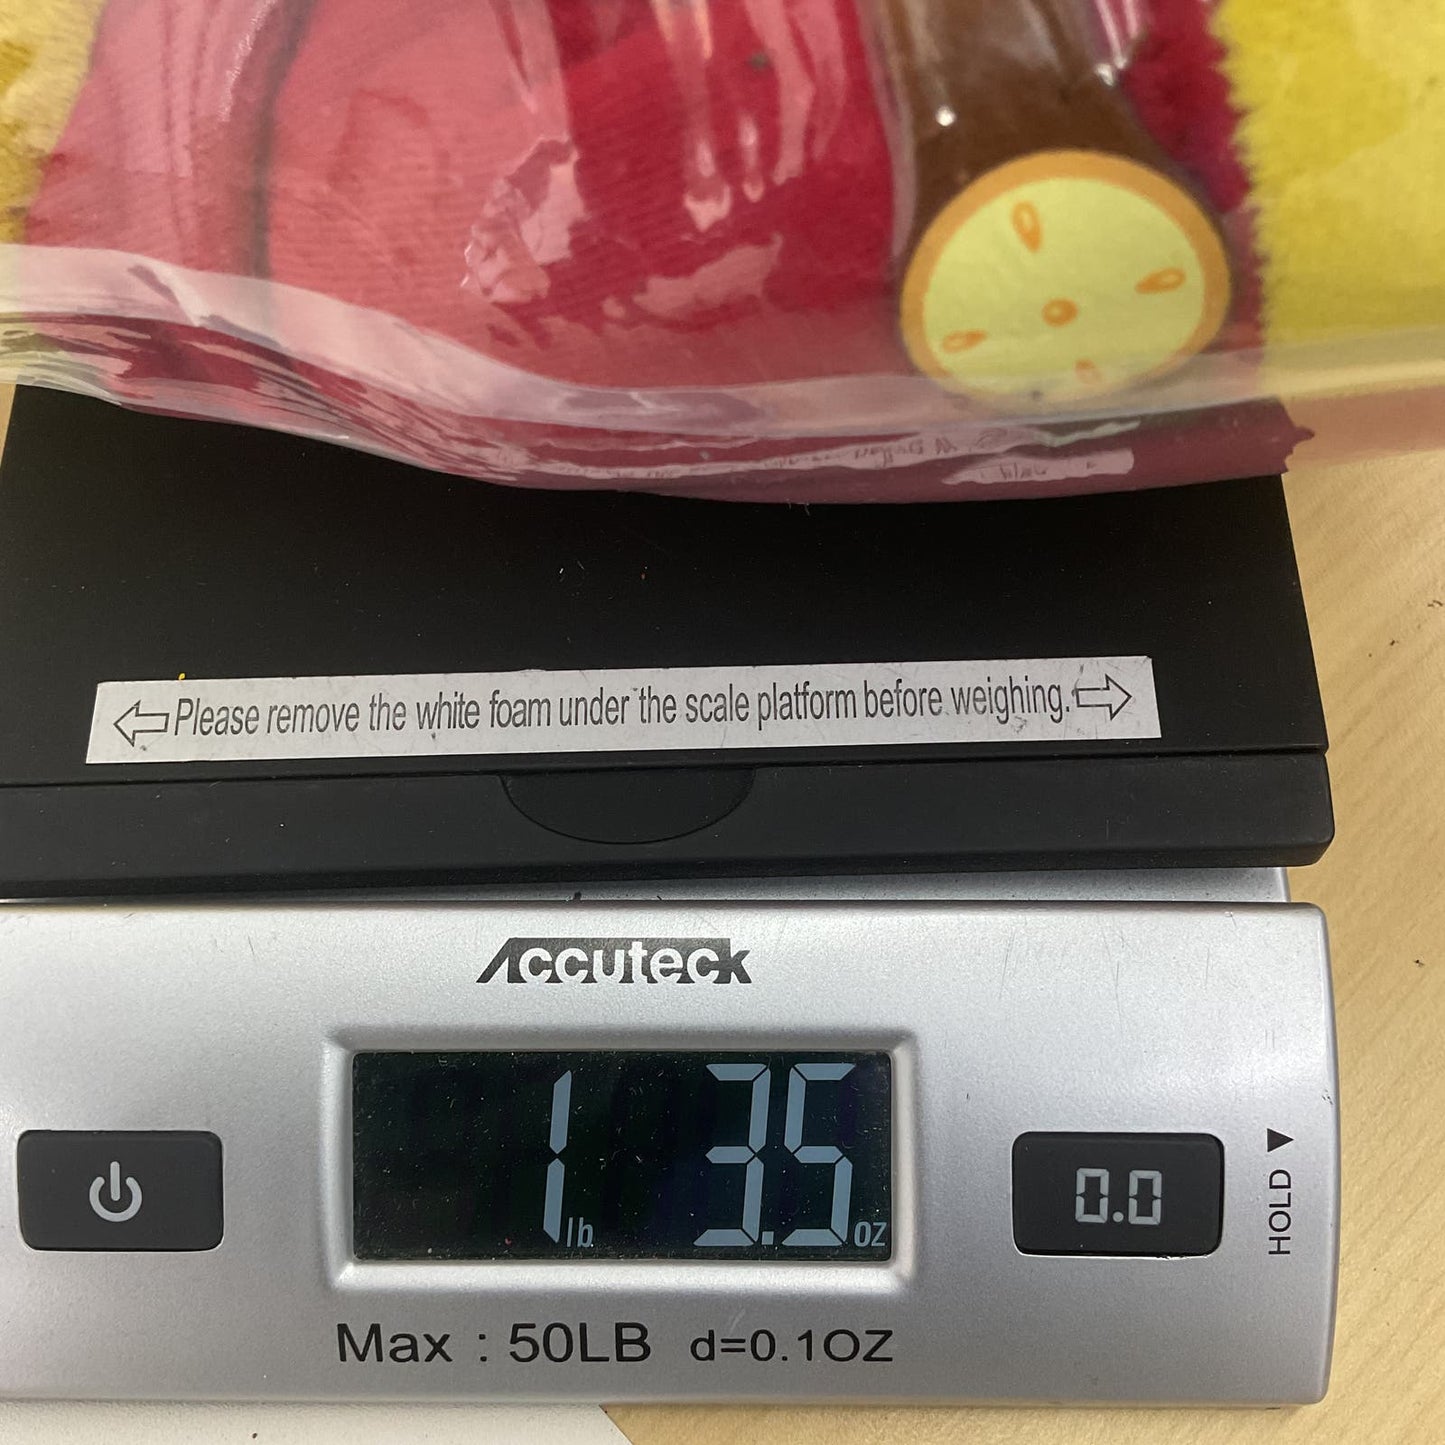 Please remove the white foam under the scale platform before weighing.
Accuteck
1 lb 3.5 oz
0.0
HOLD
Max : 50LB d=0.1OZ